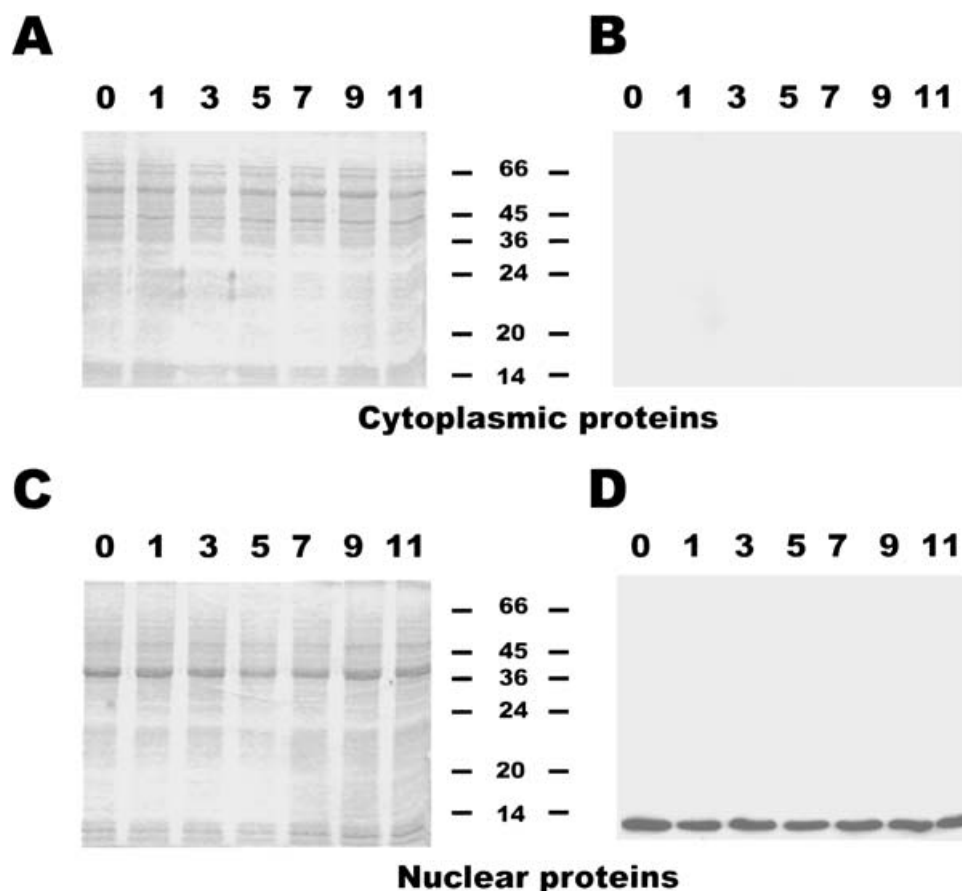 A B
0 1 3 5 7 9 11 0 1 3 5 7 9 11
— 66 —
— 45 —
— 36 —
— 24 —
— 20 —
— 14 —
Cytoplasmic proteins
C D
0 1 3 5 7 9 11 0 1 3 5 7 9 11
— 66 —
— 45 —
— 36 —
— 24 —
— 20 —
— 14 —
Nuclear proteins